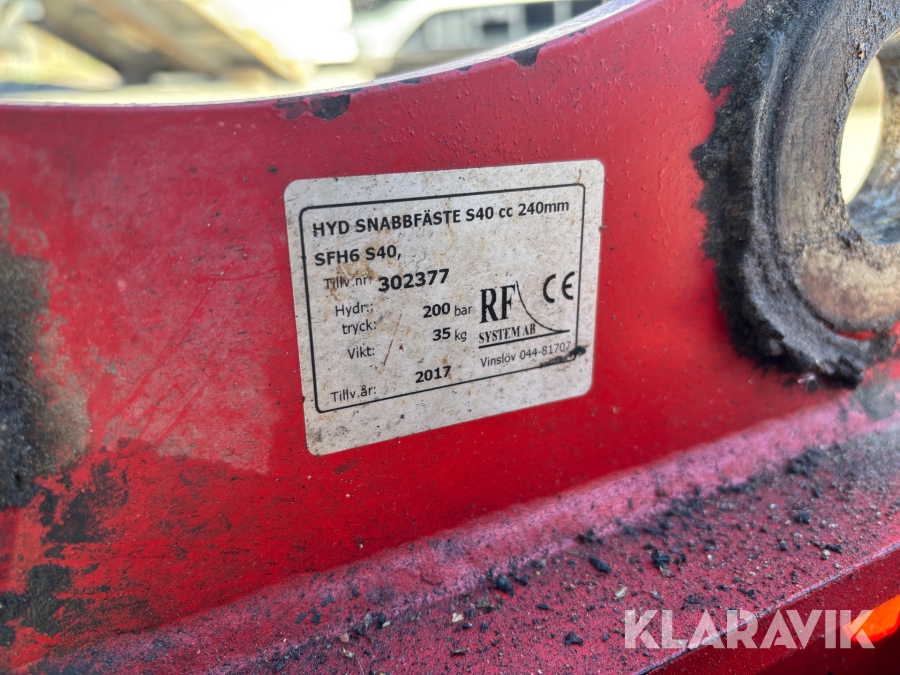 HYD SNABBFÄSTE S40 cc 240mm
SFH6 S40,
Tillv.nr 302377
Hydr.: 200 bar
tryck:
35 kg
Vikt:
Tillv.år: 2017
RF CE
SYSTEM AB
Vinslöv 044-81707
KLARAVIK